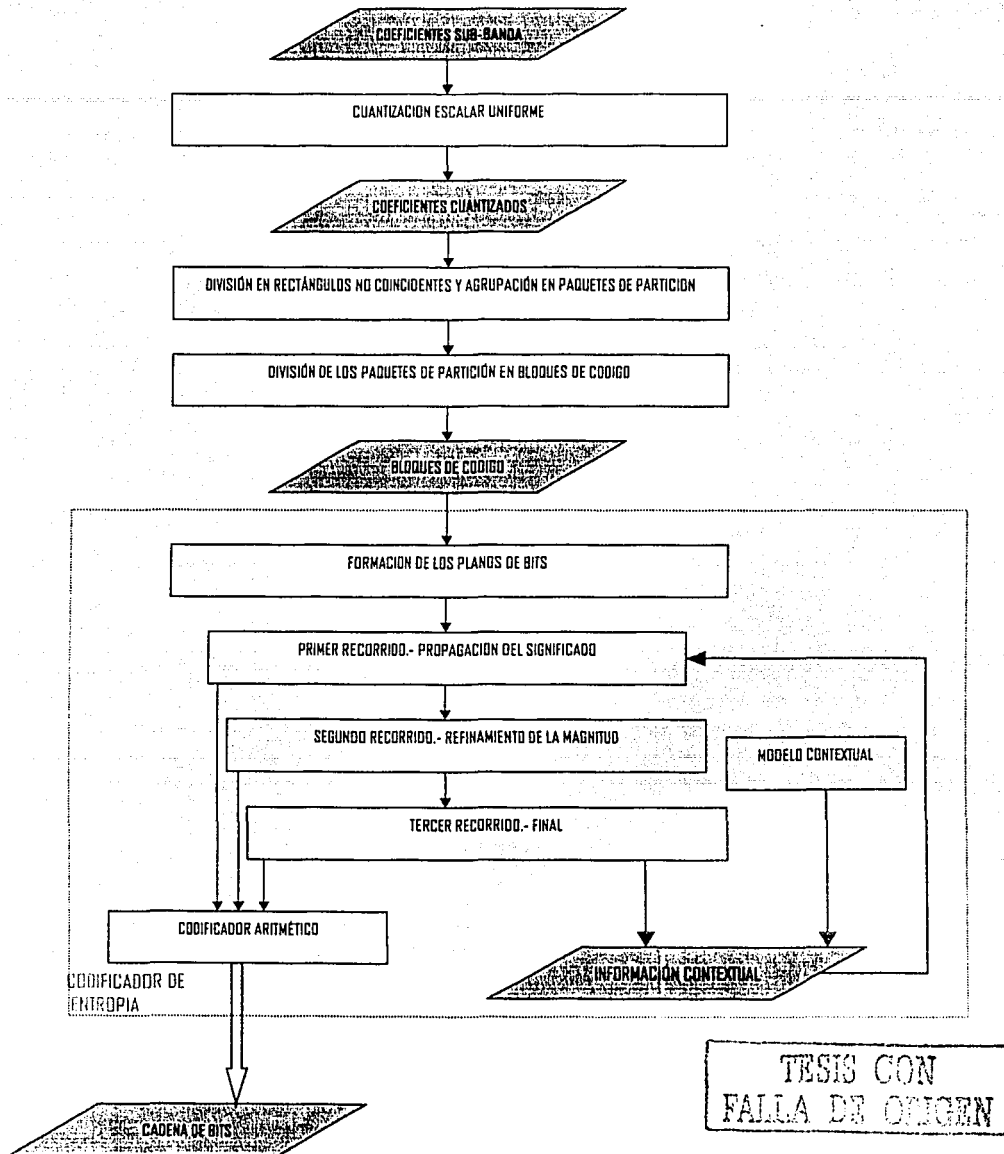 COEFICIENTES SUB-BANDA
CUANTIZACION ESCALAR UNIFORME
COEFICIENTES CUANTIZADOS
DIVISIÓN EN RECTÁNGULOS NO COINCIDENTES Y AGRUPACIÓN EN PAQUETES DE PARTICION
DIVISIÓN DE LOS PAQUETES DE PARTICIÓN EN BLOQUES DE CODIGO
BLOQUES DE CODIGO
FORMACION DE LOS PLANOS DE BITS
PRIMER RECORRIDO.- PROPAGACION DEL SIGNIFICADO
SEGUNDO RECORRIDO.- REFINAMIENTO DE LA MAGNITUD
MODELO CONTEXTUAL
TERCER RECORRIDO.- FINAL
CODIFICADOR ARITMÉTICO
INFORMACIÓN CONTEXTUAL
CODIFICADOR DE
ENTROPIA
TESIS CON
FALLA DE ORIGEN
CADENA DE BITS